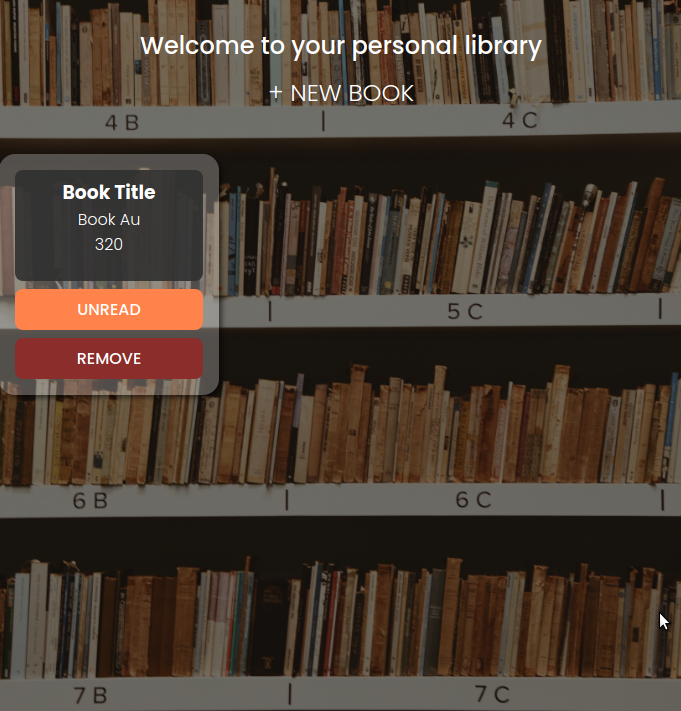 Welcome to your personal library
+ NEW BOOK
4 B
4 C
Book Title
Book Au
320
UNREAD
REMOVE
5 C
6 B
6 C
7 B
7 C